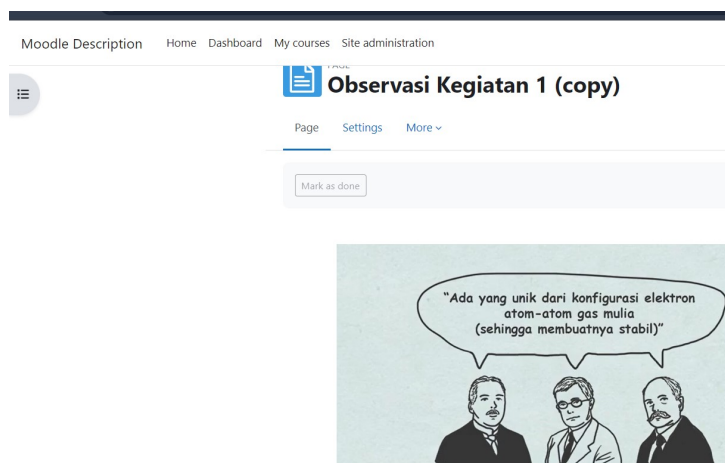 Moodle Description Home Dashboard My courses Site administration
PAGE
Observasi Kegiatan 1 (copy)
Page Settings More
Mark as done
"Ada yang unik dari konfigurasi elektron
atom-atom gas mulia
(sehingga membuatnya stabil)"